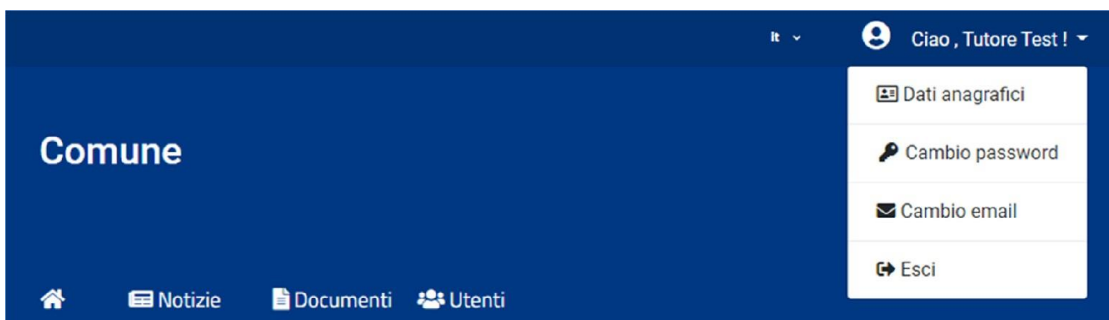 It
Ciao , Tutore Test !
Dati anagrafici
Comune
Cambio password
Cambio email
Esci
Notizie Documenti Utenti